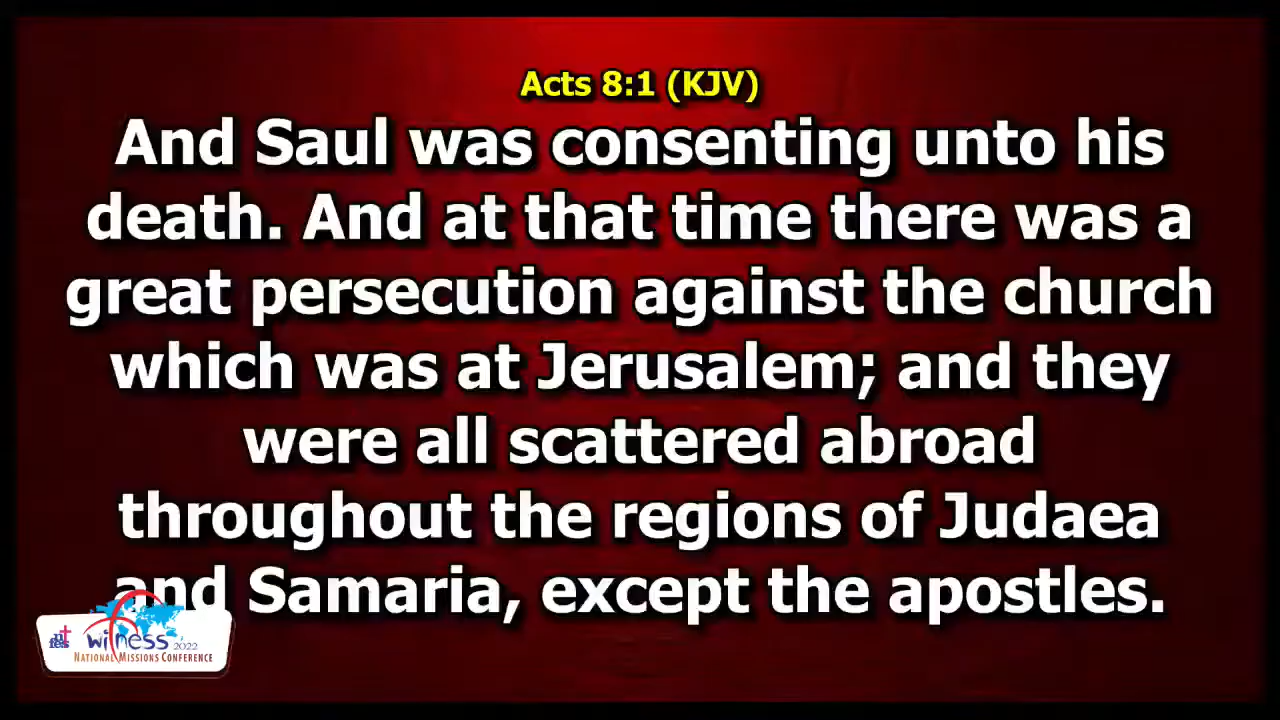 Acts 8:1 (KJV)
And Saul was consenting unto his
death. And at that time there was a
great persecution against the church
which was at Jerusalem; and they
were all scattered abroad
throughout the regions of Judaea
and Samaria, except the apostles.
witness 2022
NATIONAL MISSIONS CONFERENCE